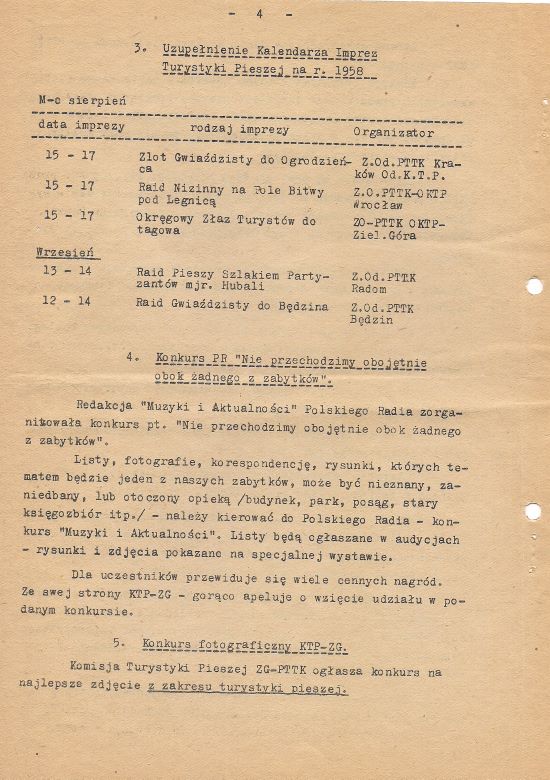 - 4 -
3. Uzupełnienie Kalendarza Imprez
Turystyki Pieszej na r. 1958
M-c sierpień
data imprezy rodzaj imprezy Organizator
15 - 17 Zlot Gwiaździsty do Ogrodzień- Z.Od.PTTK Kra-
ca ków Od.K.T.P.
15 - 17 Raid Nizinny na Pole Bitwy Z.O.PTTK-OKTP
pod Legnicą Wrocław
15 - 17 Okręgowy Złaz Turystów do ZO-PTTK OKTP-
tagowa Ziel.Góra
Wrzesień
13 - 14 Raid Pieszy Szlakiem Party- Z.Od.PTTK
zantów mjr. Hubali Radom
12 - 14 Raid Gwiaździsty do Będzina Z.Od.PTTK
Będzin
4. Konkurs PR "Nie przechodzimy obojętnie
obok żadnego z zabytków".
Redakcja "Muzyki i Aktualności" Polskiego Radia zorga-
nizowała konkurs pt. "Nie przechodzimy obojętnie obok żadnego
z zabytków".
Listy, fotografie, korespondencję, rysunki, których te-
matem będzie jeden z naszych zabytków, może być nieznany, za-
niedbany, lub otoczony opieką /budynek, park, posąg, stary
księgozbiór itp./ - należy kierować do Polskiego Radia - kon-
kurs "Muzyki i Aktualności". Listy będą ogłaszane w audycjach
- rysunki i zdjęcia pokazano na specjalnej wystawie.
Dla uczestników przewiduje się wiele cennych nagród.
Ze swej strony KTP-ZG - gorąco apeluje o wzięcie udziału w po-
danym konkursie.
5. Konkurs fotograficzny KTP-ZG.
Komisja Turystyki Pieszej ZG-PTTK ogłasza konkurs na
najlepsze zdjęcie z zakresu turystyki pieszej.